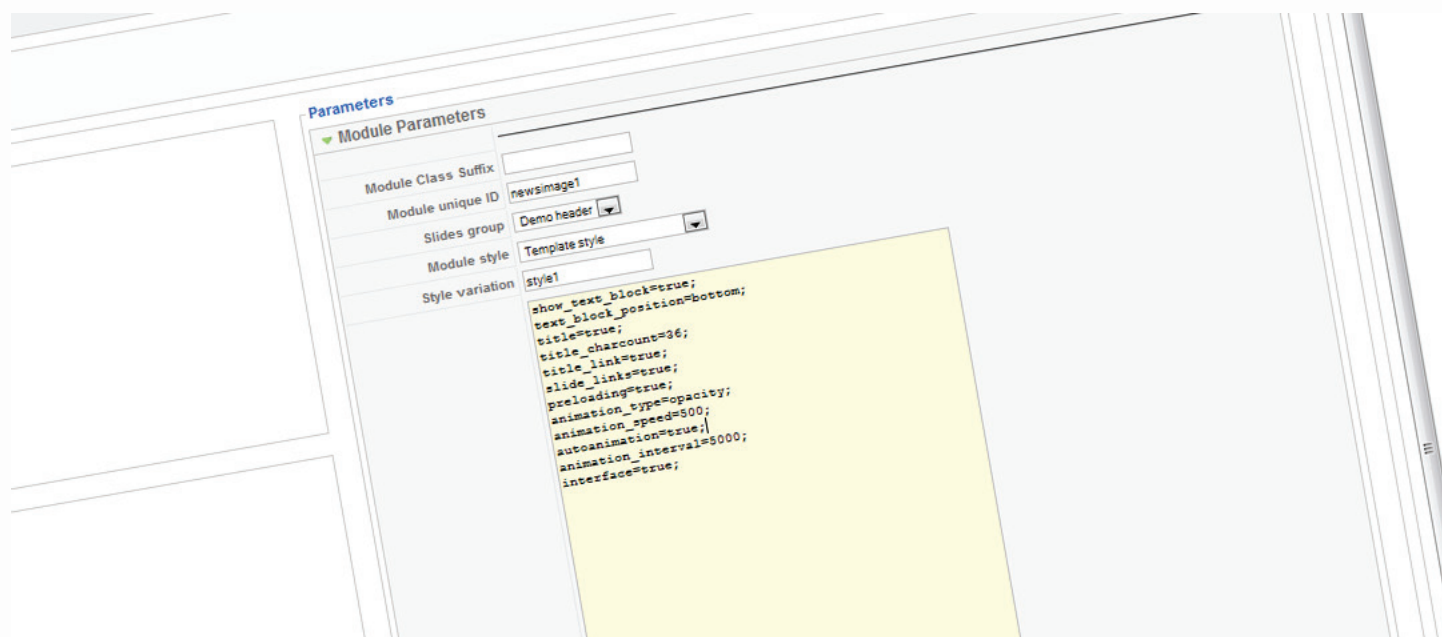 Parameters
Module Parameters
Module Class Suffix
Module unique ID newsimage1
Slides group Demo header
Module style Template style
Style variation style1
show_text_block=true;
text_block_position=bottom;
title=true;
title_charcount=36;
title_link=true;
slide_links=true;
preloading=true;
animation_type=opacity;
animation_speed=500;
autoanimation=true;
animation_interval=5000;
interface=true;